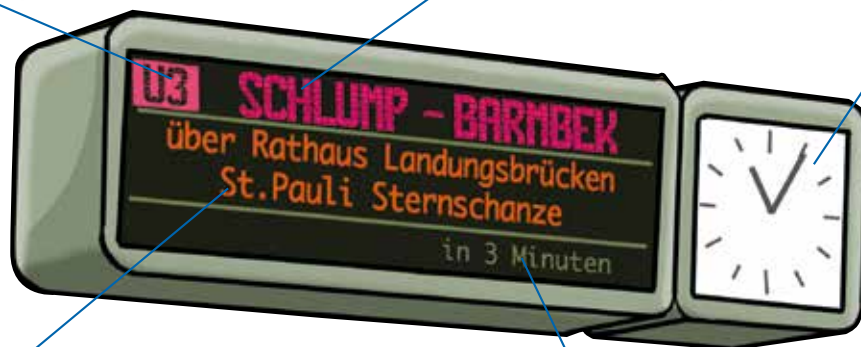 U3 SCHLUMP - BARMBEK
über Rathaus Landungsbrücken
St.Pauli Sternschanze
in 3 Minuten